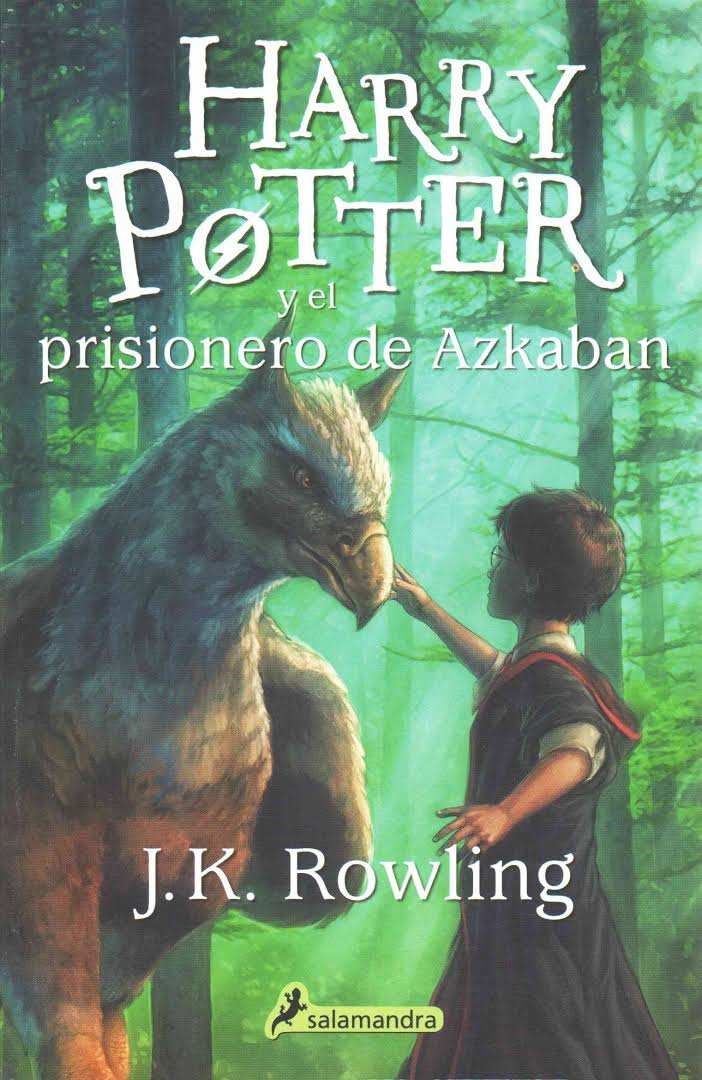 HARRY
POTTER
y el
prisionero de Azkaban
J.K. Rowling
salamandra